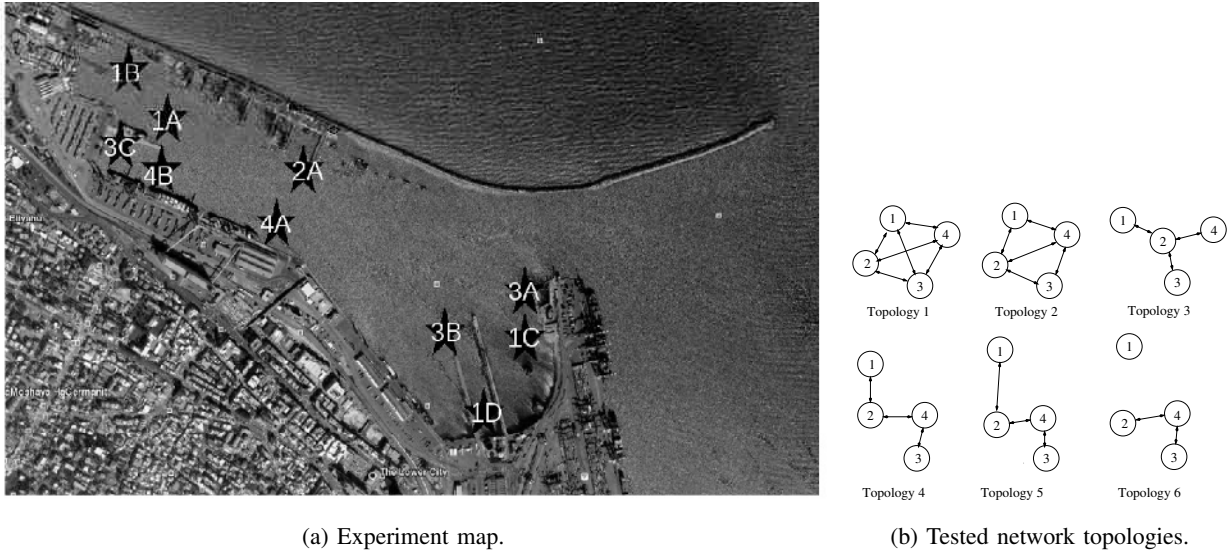 1B
1A
3C
4B
2A
4A
3A
3B
1C
1D
The Lower City
1
4
2
3
Topology 1
1
4
2
3
Topology 2
1
4
2
3
Topology 3
1
2
4
3
Topology 4
1
2
4
3
Topology 5
1
2
4
3
Topology 6
(a) Experiment map.
(b) Tested network topologies.